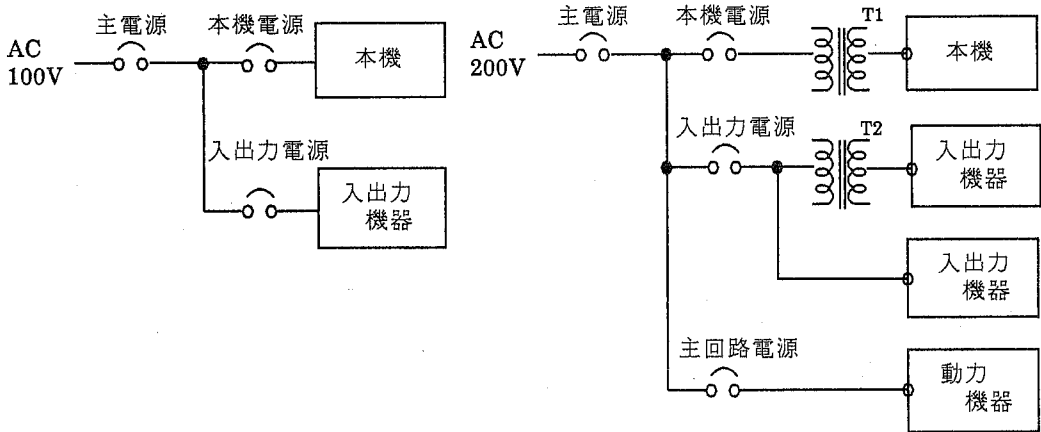 主電源
本機電源
AC
100V
本機
入出力電源
入出力
機器
主電源
本機電源
T1
AC
200V
本機
入出力電源
T2
入出力
機器
入出力
機器
主回路電源
動力
機器